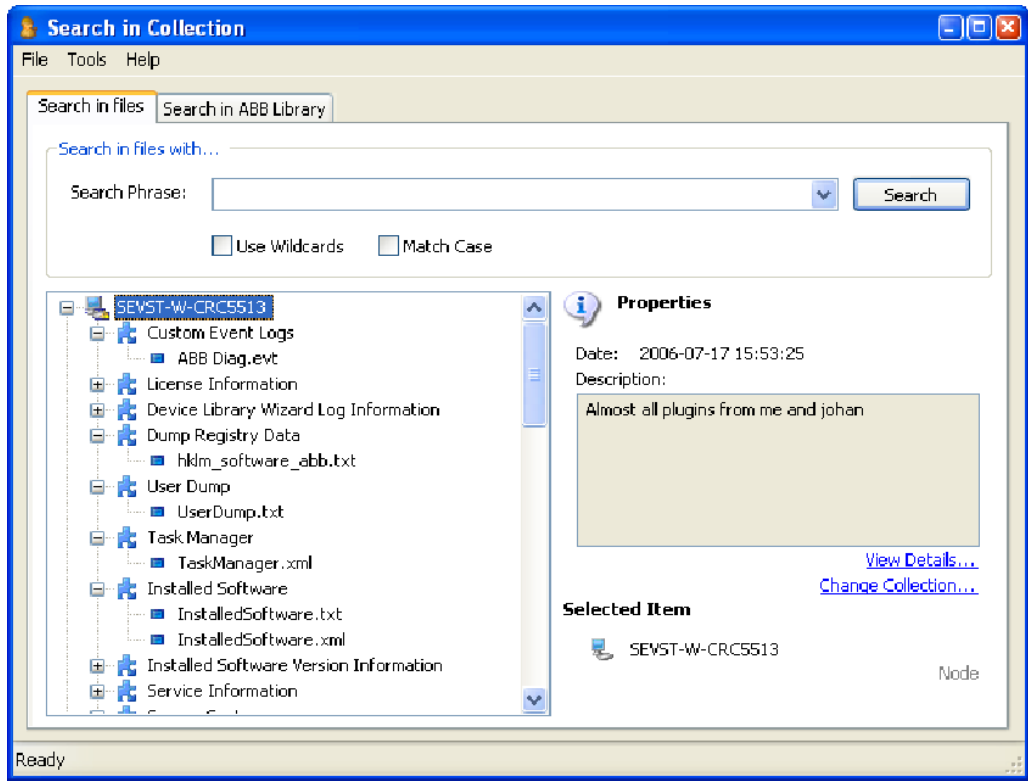 Search in Collection
File Tools Help
Search in files
Search in ABB Library
Search in files with...
Search Phrase:
Search
Use Wildcards
Match Case
SEVST-W-CRC5513
Custom Event Logs
ABB Diag.evt
License Information
Device Library Wizard Log Information
Dump Registry Data
hklm_software_abb.txt
User Dump
UserDump.txt
Task Manager
TaskManager.xml
Installed Software
InstalledSoftware.txt
InstalledSoftware.xml
Installed Software Version Information
Service Information
Properties
Date: 2006-07-17 15:53:25
Description:
Almost all plugins from me and johan
View Details...
Change Collection...
Selected Item
SEVST-W-CRC5513
Node
Ready